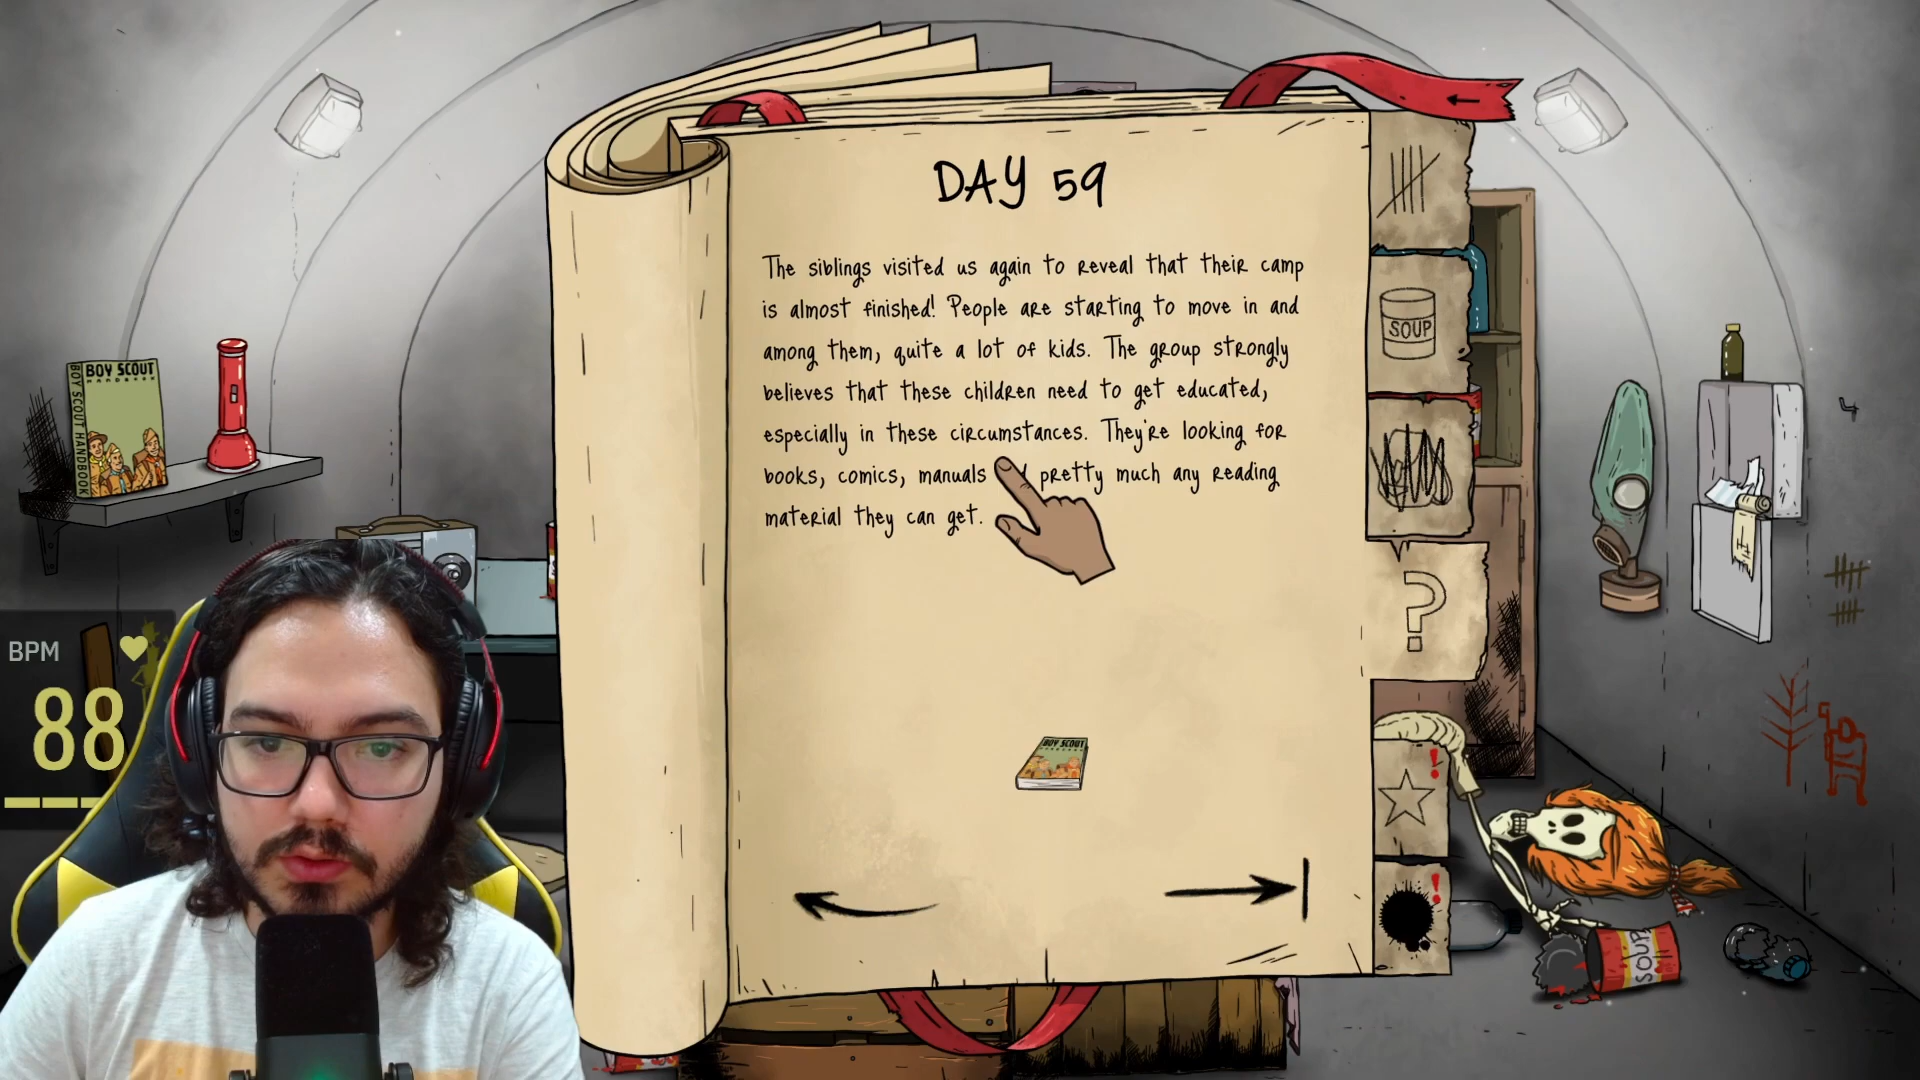 DAY 59
The siblings visited us again to reveal that their camp
is almost finished! People are starting to move in and
among them, quite a lot of kids. The group strongly
believes that these children need to get educated,
especially in these circumstances. They're looking for
books, comics, manuals pretty much any reading
material they can get.
BOY SCOUT
HANDBOOK
BOY SCOUT HANDBOOK
SOUP
?
BPM
88
BOY SCOUT
!
!
SOUP